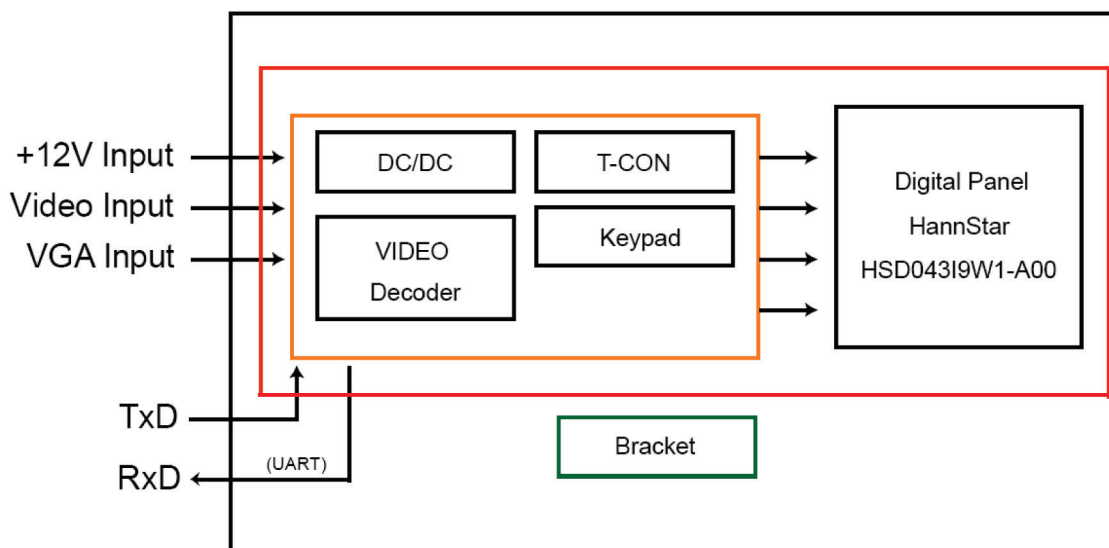 +12V Input
Video Input
VGA Input
TxD
RxD
(UART)
DC/DC
T-CON
VIDEO
Decoder
Keypad
Digital Panel
HannStar
HSD043I9W1-A00
Bracket